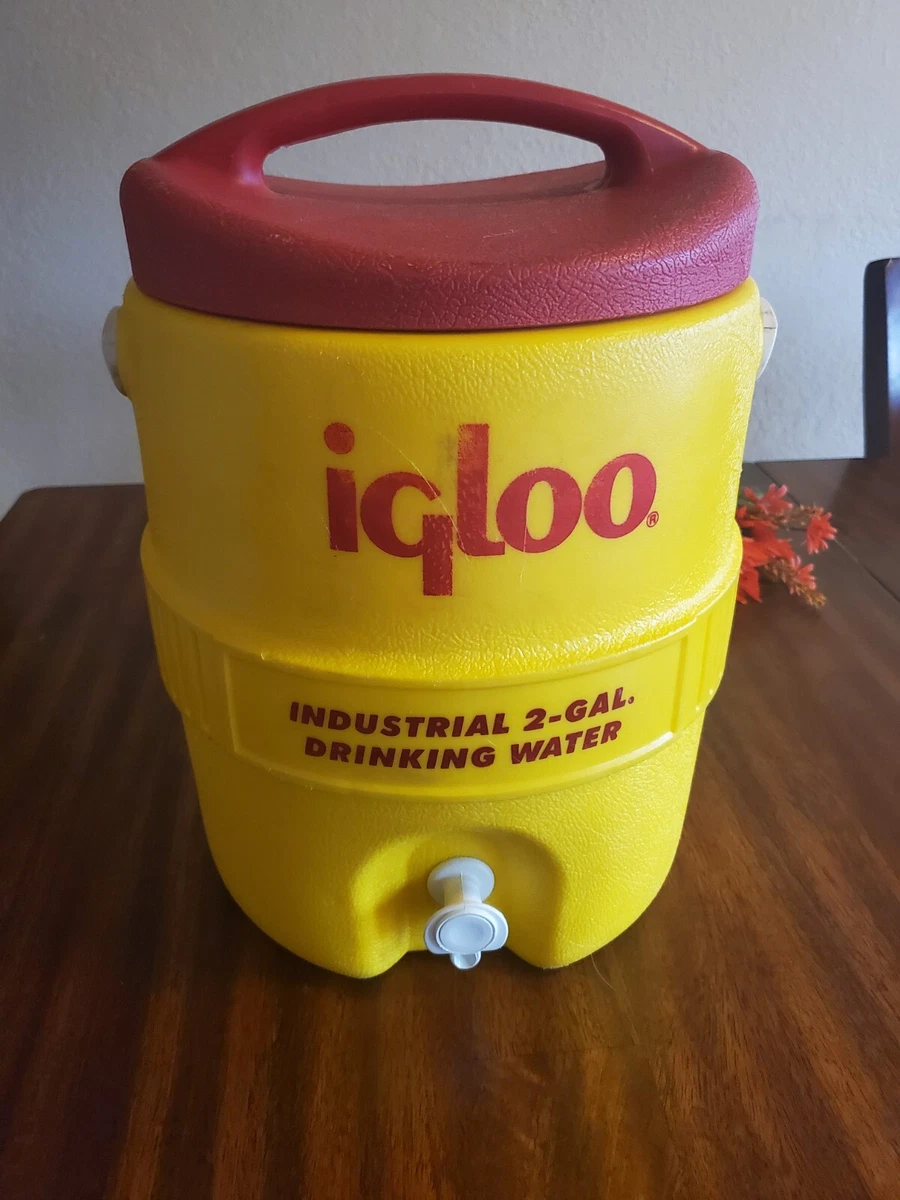 igloo®
INDUSTRIAL 2-GAL.
DRINKING WATER